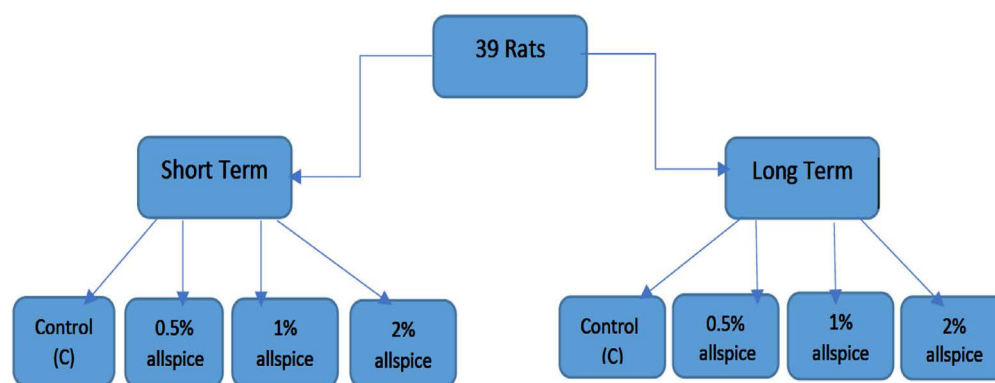 39 Rats
Short Term
Long Term
Control
(C)
0.5%
allspice
1%
allspice
2%
allspice
Control
(C)
0.5%
allspice
1%
allspice
2%
allspice